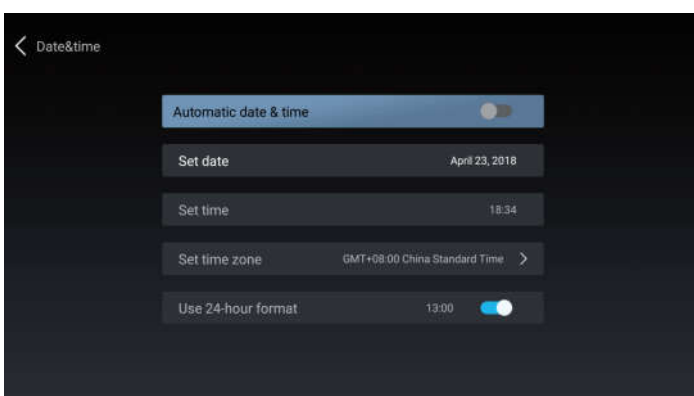 Date&time
Automatic date & time
Set date April 23, 2018
Set time 18:34
Set time zone GMT+08:00 China Standard Time
Use 24-hour format 13:00